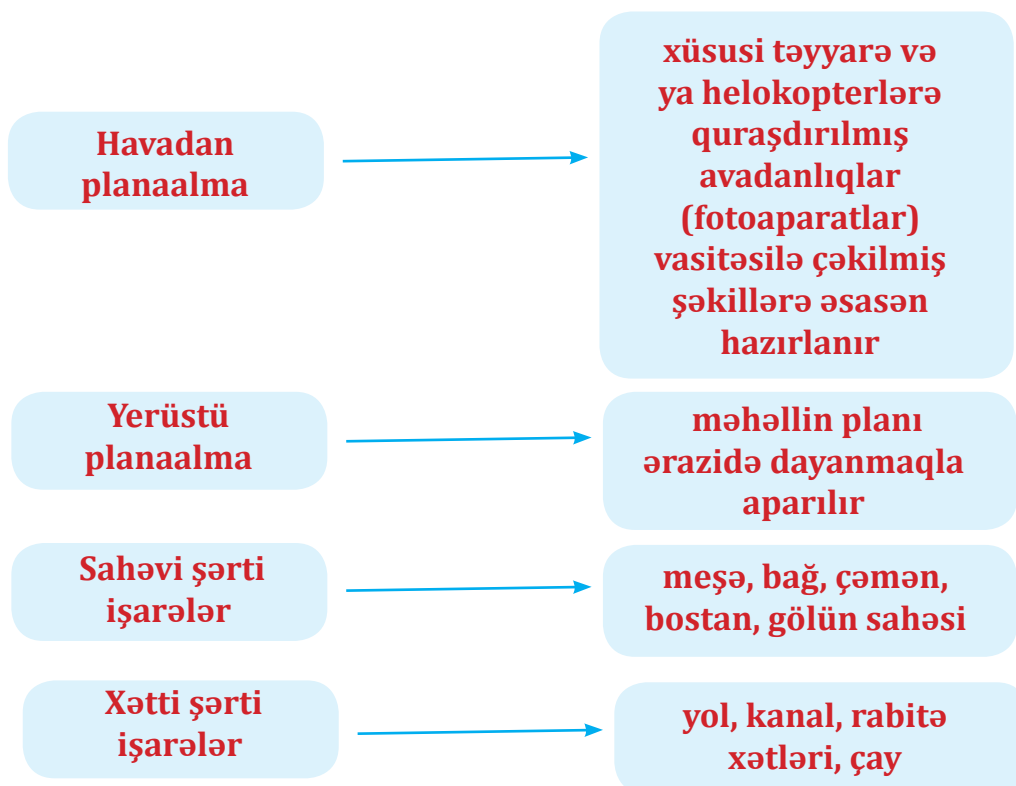 Havadan
planaalma
xüsusi təyyarə və
ya helokopterlərə
quraşdırılmış
avadanlıqlar
(fotoaparatlar)
vasitəsilə çəkilmiş
şəkillərə əsasən
hazırlanır
Yerüstü
planaalma
məhəllin planı
ərazidə dayanmaqla
aparılır
Sahəvi şərti
işarələr
meşə, bağ, çəmən,
bostan, gölün sahəsi
Xətti şərti
işarələr
yol, kanal, rabitə
xətləri, çay